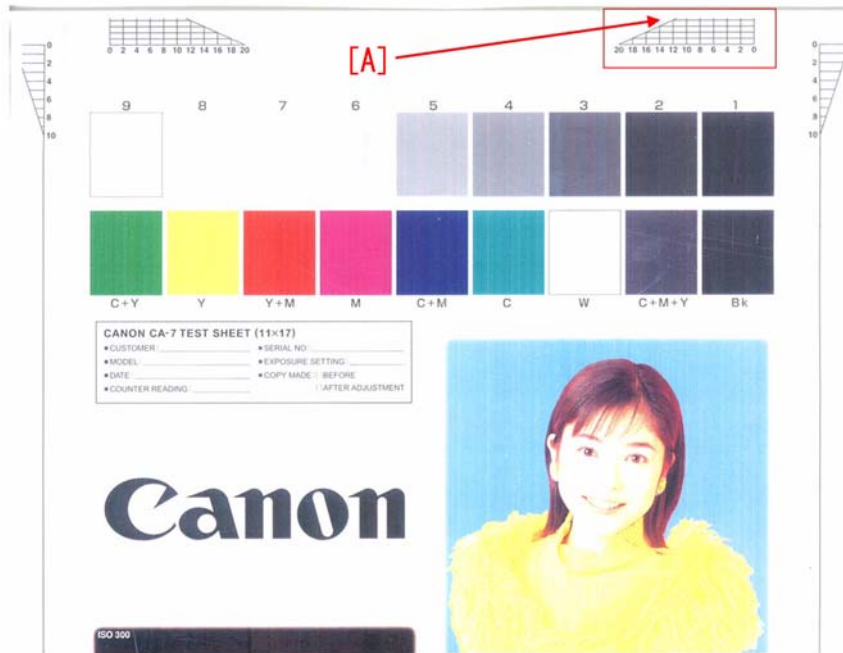 [A]
0 2 4 6 8 10 12 14 16 18 20
20 18 16 14 12 10 8 6 4 2 0
0
2
4
6
8
10
0
2
4
6
8
10
9 8 7 6 5 4 3 2 1
C+Y Y Y+M M C+M C W C+M+Y Bk
CANON CA-7 TEST SHEET (11×17)
■CUSTOMER: ■SERIAL NO:
■MODEL: ■EXPOSURE SETTING:
■DATE: ■COPY MADE: □BEFORE
■COUNTER READING: □AFTER ADJUSTMENT
Canon
ISO 300